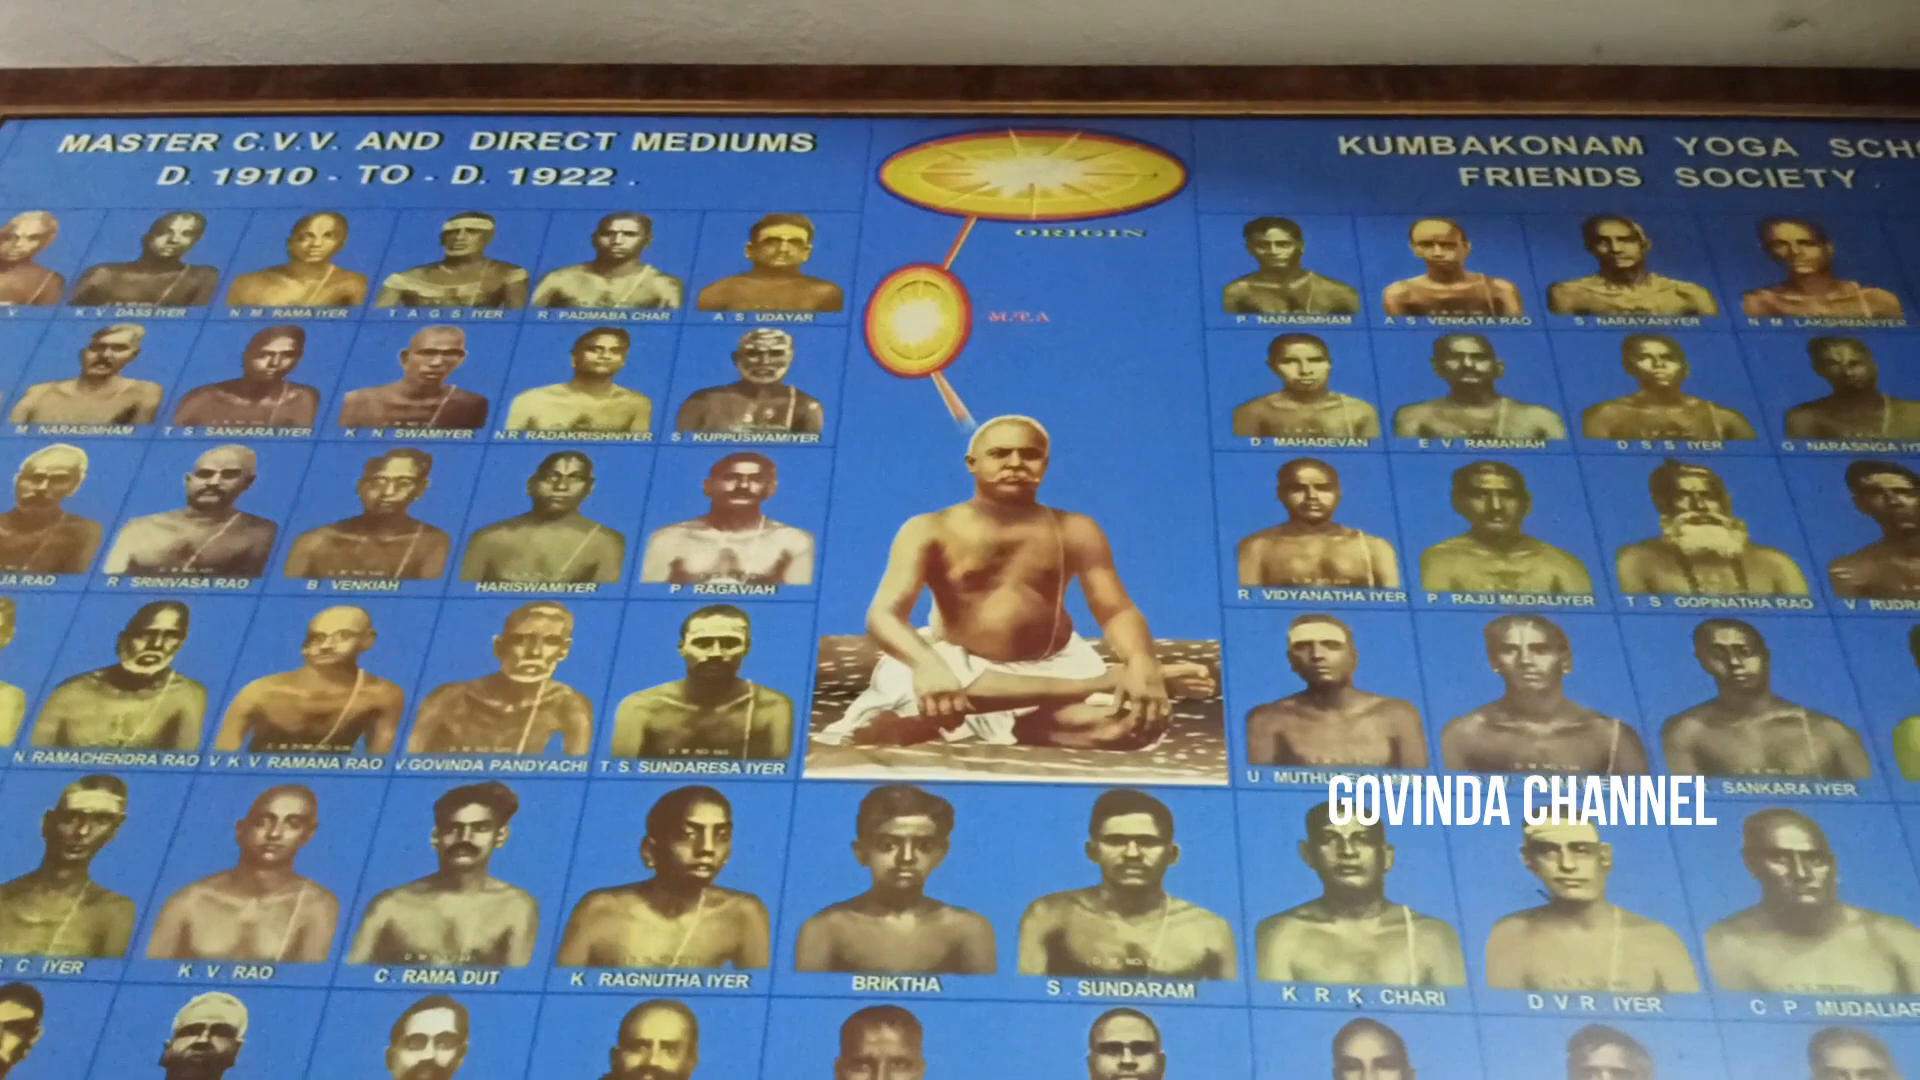 MASTER C.V.V. AND DIRECT MEDIUMS
D. 1910 - TO - D. 1922 .
ORIGIN
M.T.A
KUMBAKONAM YOGA
FRIENDS SOCIETY .
V.
K. V. DASS IYER
N M. RAMA IYER
T A G S IYER
R. PADMABA CHAR
A. S. UDAYAR
P. NARASIMHAM
A. S. VENKATA RAO
S. NARAYANIYER
N. M. LAKSHMANIYER
M. NARASIMHAM
T. S. SANKARA IYER
K. N. SWAMIYER
N R RADAKRISHNIYER
S. KUPPUSWAMIYER
D. MAHADEVAN
E. V. RAMANIAH
D. S. S. IYER
G. NARASINGA
RAO
R. SRINIVASA RAO
B. VENKIAH
HARISWAMIYER
P. RAGAVIAH
R. VIDYANATHA IYER
P. RAJU MUDALIYER
T. S. GOPINATHA RAO
V.
N. RAMACHENDRA RAO
V. K. V. RAMANA RAO
V.GOVINDA PANDYACHI
T. S. SUNDARESA IYER
U.
SANKARA IYER
GOVINDA CHANNEL
C. IYER
K. V. RAO
C. RAMA DUT
K. RAGNUTHA IYER
BRIKTHA
S. SUNDARAM
K. R. K. CHARI
D. V. R. IYER
C. P.